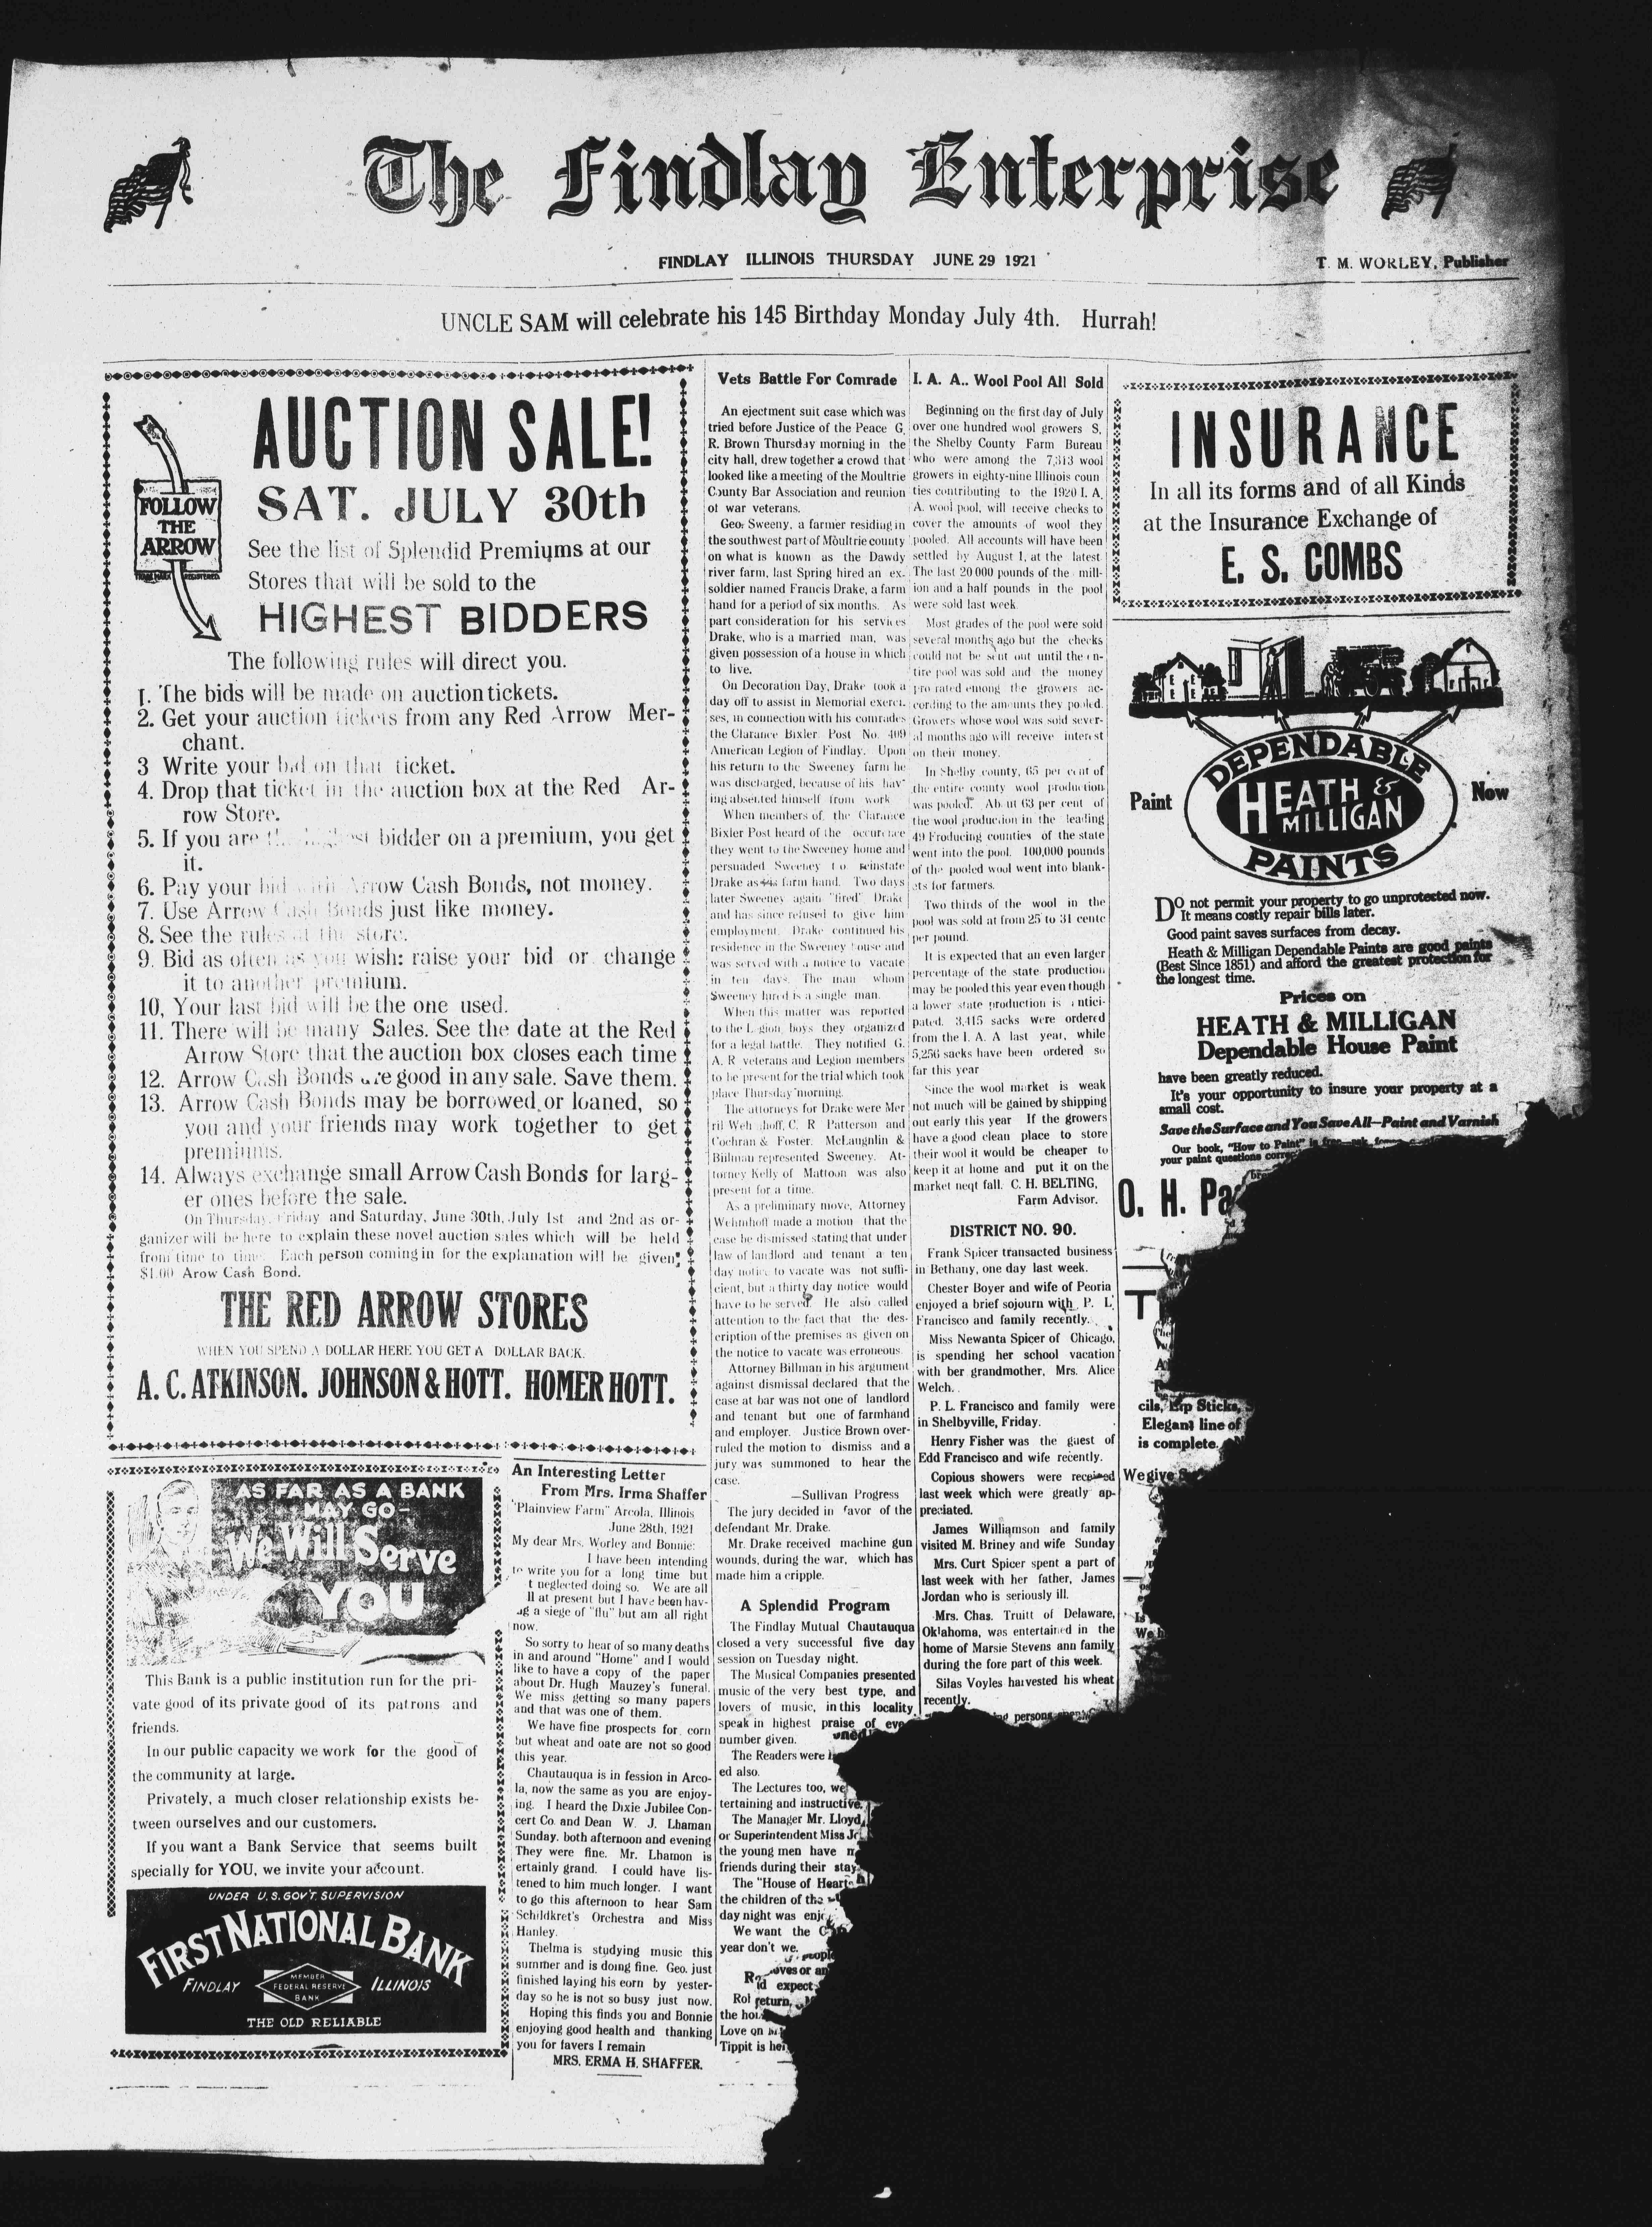 The Findlay Enterprise
FINDLAY ILLINOIS THURSDAY JUNE 29 1921
T. M. WORLEY, Publisher
UNCLE SAM will celebrate his 145 Birthday Monday July 4th. Hurrah!
FOLLOW
THE
ARROW
TRADE MARK REGISTERED
AUCTION SALE!
SAT. JULY 30th
See the list of Splendid Premiums at our
Stores that will be sold to the
HIGHEST BIDDERS
The following rules will direct you.
1. The bids will be made on auction tickets.
2. Get your auction tickets from any Red Arrow Mer-
chant.
3 Write your bid on that ticket.
4. Drop that ticket in the auction box at the Red Ar-
row Store.
5. If you are the highest bidder on a premium, you get
it.
6. Pay your bid with Arrow Cash Bonds, not money.
7. Use Arrow Cash Bonds just like money.
8. See the rules at the store.
9. Bid as often as you wish: raise your bid or change
it to another premium.
10, Your last bid will be the one used.
11. There will be many Sales. See the date at the Red
Arrow Store that the auction box closes each time
12. Arrow Cash Bonds are good in any sale. Save them.
13. Arrow Cash Bonds may be borrowed or loaned, so
you and your friends may work together to get
premiums.
14. Always exchange small Arrow Cash Bonds for larg-
er ones before the sale.
On Thursday, Friday and Saturday, June 30th, July 1st and 2nd as or-
ganizer will be here to explain these novel auction sales which will be held
from time to time. Each person coming in for the explanation will be given
$1.00 Arow Cash Bond.
THE RED ARROW STORES
WHEN YOU SPEND A DOLLAR HERE YOU GET A DOLLAR BACK.
A. C. ATKINSON. JOHNSON & HOTT. HOMER HOTT.
AS FAR AS A BANK
MAY GO-
We Will Serve
YOU
This Bank is a public institution run for the pri-
vate good of its private good of its patrons and
friends.
In our public capacity we work for the good of
the community at large.
Privately, a much closer relationship exists be-
tween ourselves and our customers.
If you want a Bank Service that seems built
specially for YOU, we invite your account.
UNDER U.S. GOV'T. SUPERVISION
FIRST NATIONAL BANK
FINDLAY
MEMBER
FEDERAL RESERVE
BANK
ILLINOIS
THE OLD RELIABLE
An Interesting Letter
From Mrs. Irma Shaffer
"Plainview Farm" Arcola, Illinois
June 28th, 1921
My dear Mrs. Worley and Bonnie:
I have been intending
to write you for a long time but
t neglected doing so. We are all
ll at present but I have been hav-
ng a siege of "flu" but am all right
now.
So sorry to hear of so many deaths
in and around "Home" and I would
like to have a copy of the paper
about Dr. Hugh Mauzey's funeral.
We miss getting so many papers
and that was one of them.
We have fine prospects for corn
but wheat and oate are not so good
this year.
Chautauqua is in fession in Arco-
la, now the same as you are enjoy-
ing. I heard the Dixie Jubilee Con-
cert Co. and Dean W. J. Lhaman
Sunday, both afternoon and evening
They were fine. Mr. Lhamon is
ertainly grand. I could have lis-
tened to him much longer. I want
to go this afternoon to hear Sam
Schildkret's Orchestra and Miss
Hanley.
Thelma is studying music this
summer and is doing fine. Geo. just
finished laying his corn by yester-
day so he is not so busy just now.
Hoping this finds you and Bonnie
enjoying good health and thanking
you for favers I remain
MRS. ERMA H. SHAFFER.
Vets Battle For Comrade
An ejectment suit case which was
tried before Justice of the Peace G.
R. Brown Thursday morning in the
city hall, drew together a crowd that
looked like a meeting of the Moultrie
County Bar Association and reunion
of war veterans.
Geo. Sweeny, a farmer residing in
the southwest part of Moultrie county
on what is known as the Dawdy
river farm, last Spring hired an ex-
soldier named Francis Drake, a farm
hand for a period of six months. As
part consideration for his services
Drake, who is a married man, was
given possession of a house in which
to live.
On Decoration Day, Drake took a
day off to assist in Memorial exerci-
ses, in connection with his comrades
the Clarance Bixler Post No. 409
American Legion of Findlay. Upon
his return to the Sweeney farm he
was discharged, because of his hav-
ing absented himself from work
When members of the Clarance
Bixler Post heard of the occurence
they went to the Sweeney home and
persuaded Sweeney to reinstate
Drake as farm hand. Two days
later Sweeney again "fired" Drake
and has since refused to give him
employment. Drake continued his
residence in the Sweeney house and
was served with a notice to vacate
in ten days. The man whom
Sweeney hired is a single man.
When this matter was reported
to the Legion, boys they organized
for a legal battle. They notified G.
A. R veterans and Legion members
to be present for the trial which took
place Thursday morning.
The attorneys for Drake were Mer
ril Wehmhoff, C. R Patterson and
Cochran & Foster. McLaughlin &
Billman represented Sweeney. At-
torney Kelly of Mattoon was also
present for a time.
As a preliminary move, Attorney
Wehmhoff made a motion that the
case be dismissed stating that under
law of landlord and tenant a ten
day notice to vacate was not suffi-
cient, but a thirty day notice would
have to be served. He also called
attention to the fact that the des-
cription of the premises as given on
the notice to vacate was erroneous.
Attorney Billman in his argument
against dismissal declared that the
case at bar was not one of landlord
and tenant but one of farmhand
and employer. Justice Brown over-
ruled the motion to dismiss and a
jury was summoned to hear the
case.
—Sullivan Progress
The jury decided in favor of the
defendant Mr. Drake.
Mr. Drake received machine gun
wounds, during the war, which has
made him a cripple.
A Splendid Program
The Findlay Mutual Chautauqua
closed a very successful five day
session on Tuesday night.
The Musical Companies presented
music of the very best type, and
lovers of music, in this locality
speak in highest praise of eve
number given.
The Readers were
ed also.
The Lectures too, we
tertaining and instructive.
The Manager Mr. Lloyd
or Superintendent Miss
the young men have
friends during their stay
The "House of Heart
the children of the
day night was
We want the
year don't we.
expect
return
the
Love on
Tippit is
I. A. A.. Wool Pool All Sold
Beginning on the first day of July
over one hundred wool growers S.
the Shelby County Farm Bureau
who were among the 7,313 wool
growers in eighty-nine Illinois coun
ties contributing to the 1920 I. A.
A. wool pool, will receive checks to
cover the amounts of wool they
pooled. All accounts will have been
settled by August 1, at the latest
The last 20 000 pounds of the mill-
ion and a half pounds in the pool
were sold last week.
Most grades of the pool were sold
several months ago but the checks
could not be sent out until the en-
tire pool was sold and the money
pro rated among the growers ac-
cording to the amounts they pooled.
Growers whose wool was sold sever-
al months ago will receive interest
on their money.
In Shelby county, 65 per cent of
the entire county wool production
was pooled. About 63 per cent of
the wool producion in the leading
49 Producing counties of the state
went into the pool. 100,000 pounds
of the pooled wool went into blank-
ets for farmers.
Two thirds of the wool in the
pool was sold at from 25 to 31 cente
per pound.
It is expected that an even larger
percentage of the state production
may be pooled this year even though
a lower state production is antici-
pated. 3,415 sacks were ordered
from the I. A. A last year, while
5,256 sacks have been ordered so
far this year
Since the wool market is weak
not much will be gained by shipping
out early this year If the growers
have a good clean place to store
their wool it would be cheaper to
keep it at home and put it on the
market neqt fall. C. H. BELTING,
Farm Advisor.
DISTRICT NO. 90.
Frank Spicer transacted business
in Bethany, one day last week.
Chester Boyer and wife of Peoria
enjoyed a brief sojourn with P. L
Francisco and family recently.
Miss Newanta Spicer of Chicago,
is spending her school vacation
with ber grandmother, Mrs. Alice
Welch.
P. L. Francisco and family were
in Shelbyville, Friday.
Henry Fisher was the guest of
Edd Francisco and wife recently.
Copious showers were received
last week which were greatly ap-
preciated.
James Williamson and family
visited M. Briney and wife Sunday
Mrs. Curt Spicer spent a part of
last week with her father, James
Jordan who is seriously ill.
Mrs. Chas. Truitt of Delaware,
Oklahoma, was entertained in the
home of Marsie Stevens ann family
during the fore part of this week.
Silas Voyles harvested his wheat
recently.
persons
INSURANCE
In all its forms and of all Kinds
at the Insurance Exchange of
E. S. COMBS
Paint
DEPENDABLE
HEATH &
MILLIGAN
PAINTS
Now
DO not permit your property to go unprotected now.
It means costly repair bills later.
Good paint saves surfaces from decay.
Heath & Milligan Dependable Paints are good paints
(Best Since 1851) and afford the greatest protection for
the longest time.
Prices on
HEATH & MILLIGAN
Dependable House Paint
have been greatly reduced.
It's your opportunity to insure your property at a
small cost.
Save the Surface and You Save All—Paint and Varnish
Our book, "How to Paint" is free
your paint questions
O. H. Pa
cils, Lip Sticks,
Elegant line of
is complete.
We give